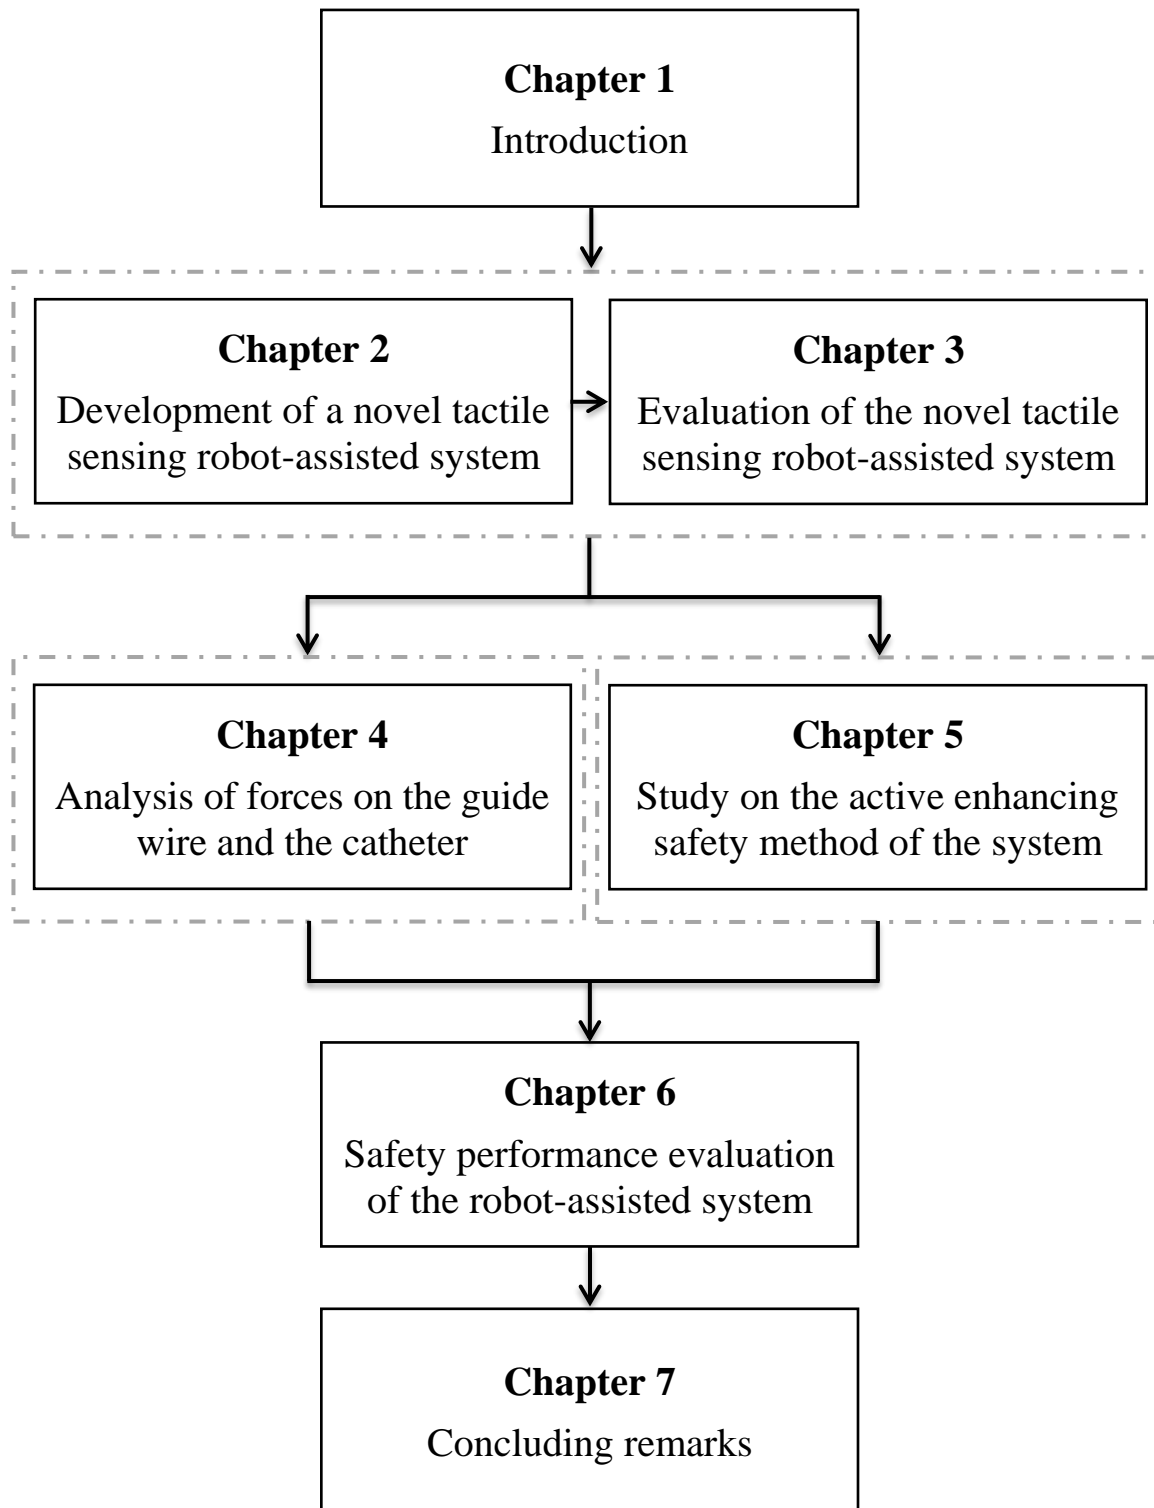 Chapter 1
Introduction
Chapter 2
Development of a novel tactile
sensing robot-assisted system
Chapter 3
Evaluation of the novel tactile
sensing robot-assisted system
Chapter 4
Analysis of forces on the guide
wire and the catheter
Chapter 5
Study on the active enhancing
safety method of the system
Chapter 6
Safety performance evaluation
of the robot-assisted system
Chapter 7
Concluding remarks